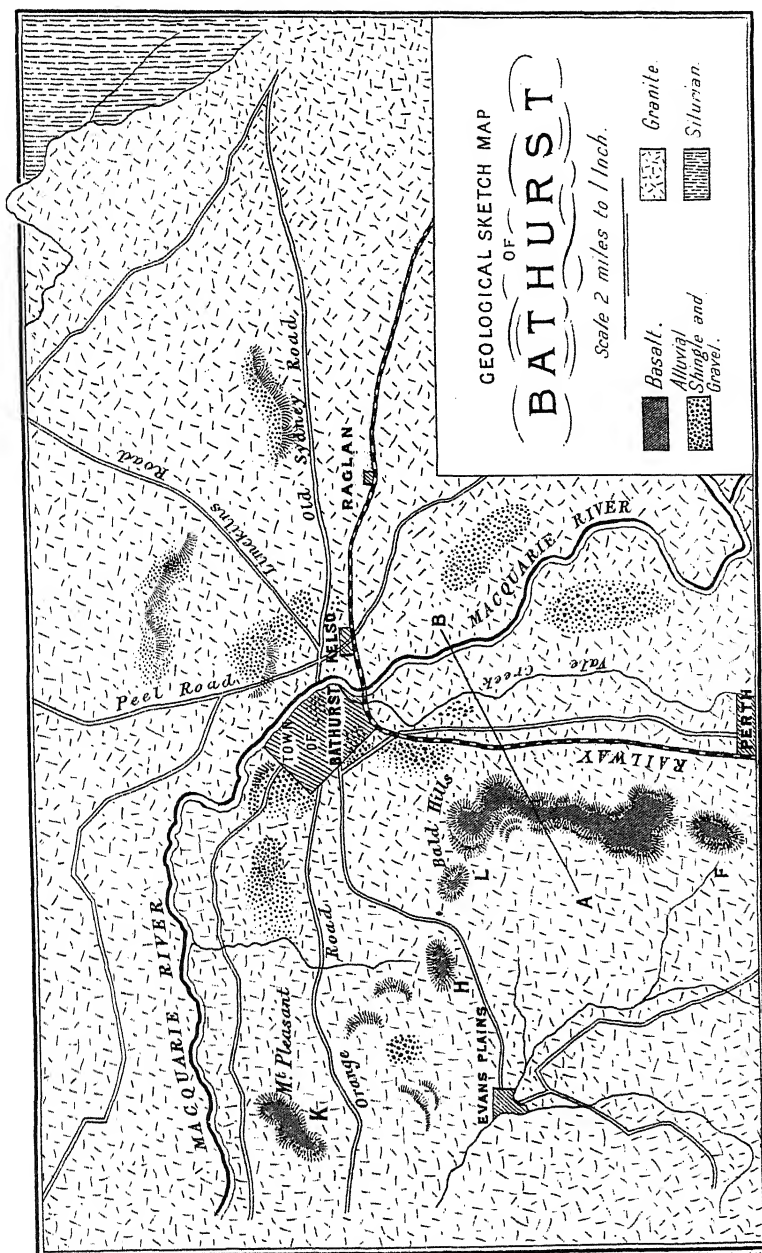 GEOLOGICAL SKETCH MAP
OF
BATHURST
Scale 2 miles to 1 Inch.
Basalt.
Alluvial
Shingle and
Gravel.
Granite.
Silurian.
MACQUARIE RIVER
Peel Road
Limekilns Road
Old Sydney Road
RAGLAN
KELSO
TOWN
OF
BATHURST
Mt Pleasant
K
Orange Road
H
EVANS PLAINS
Bald Hills
L
A
B
F
MACQUARIE RIVER
Vale Creek
RAILWAY
PERTH